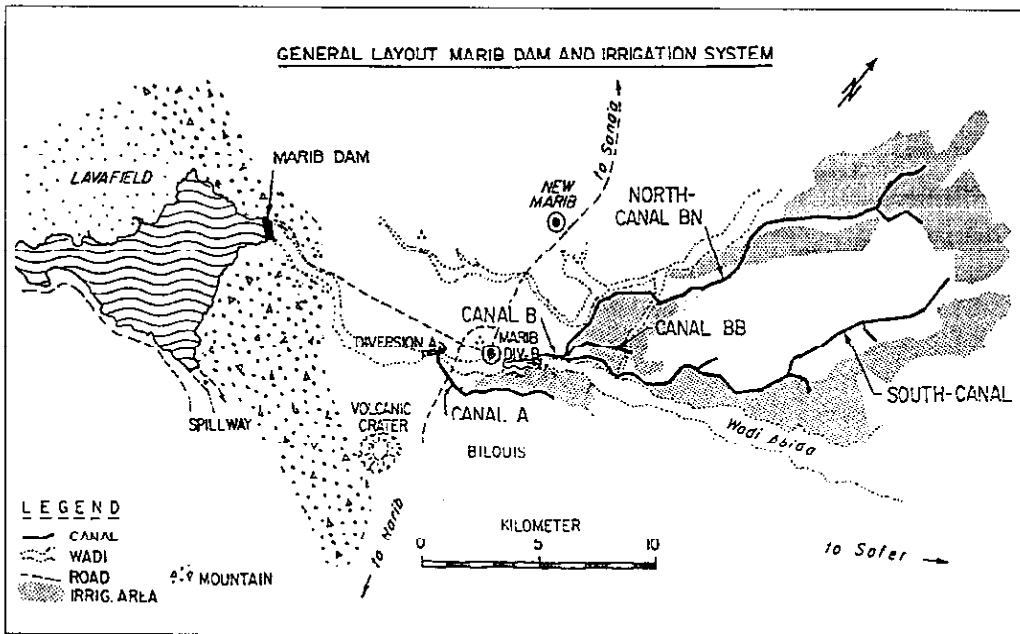 GENERAL LAYOUT MARIB DAM AND IRRIGATION SYSTEM
N
to Sanaa
MARIB DAM
LAVAFIELD
NEW
MARIB
NORTH-
CANAL BN
CANAL B
CANAL BB
DIVERSION A
MARIB
DIV. B
SOUTH-CANAL
SPILLWAY
VOLCANIC
CRATER
CANAL A
BILOUIS
Wadi Abida
to Harib
to Safer
KILOMETER
0 5 10
LEGEND
CANAL
WADI
ROAD
MOUNTAIN
IRRIG. AREA